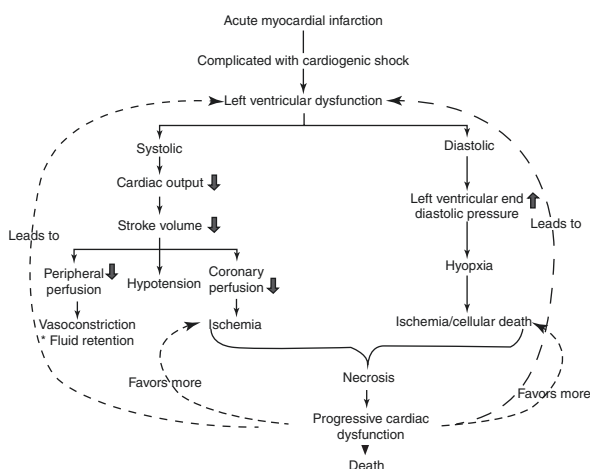 Acute myocardial infarction
Complicated with cardiogenic shock
Left ventricular dysfunction
Systolic
Diastolic
Cardiac output
Left ventricular end
diastolic pressure
Stroke volume
Leads to
Leads to
Peripheral
perfusion
Hypotension
Coronary
perfusion
Hyopxia
Vasoconstriction
* Fluid retention
Ischemia
Ischemia/cellular death
Favors more
Necrosis
Favors more
Progressive cardiac
dysfunction
Death